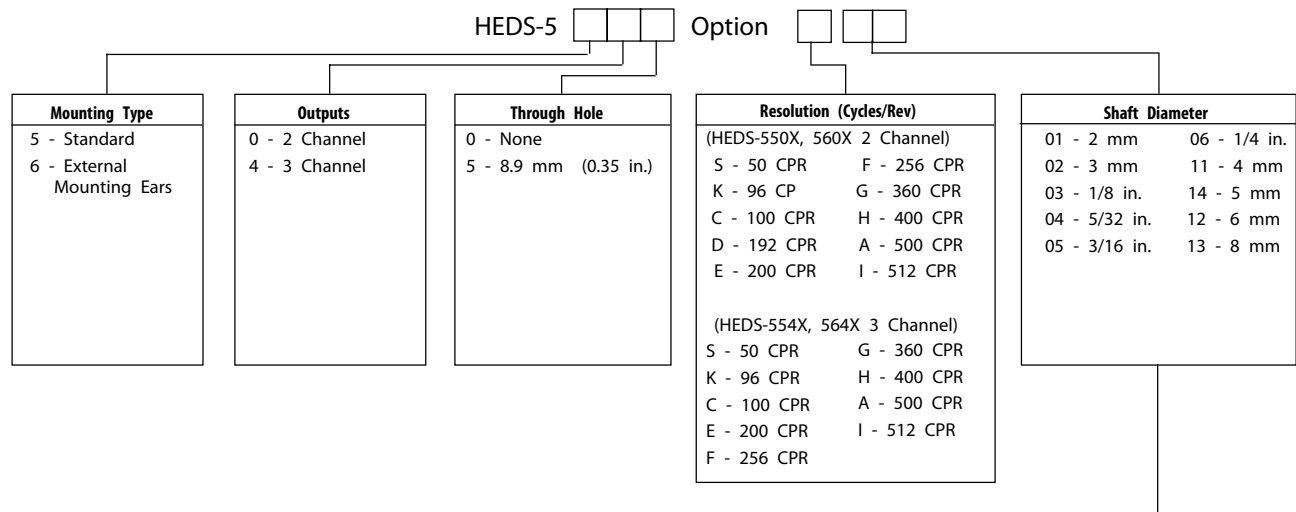 HEDS-5 Option
Mounting Type
5 - Standard
6 - External
Mounting Ears
Outputs
0 - 2 Channel
4 - 3 Channel
Through Hole
0 - None
5 - 8.9 mm (0.35 in.)
Resolution (Cycles/Rev)
(HEDS-550X, 560X 2 Channel)
S - 50 CPR F - 256 CPR
K - 96 CP G - 360 CPR
C - 100 CPR H - 400 CPR
D - 192 CPR A - 500 CPR
E - 200 CPR I - 512 CPR
(HEDS-554X, 564X 3 Channel)
S - 50 CPR G - 360 CPR
K - 96 CPR H - 400 CPR
C - 100 CPR A - 500 CPR
E - 200 CPR I - 512 CPR
F - 256 CPR
Shaft Diameter
01 - 2 mm 06 - 1/4 in.
02 - 3 mm 11 - 4 mm
03 - 1/8 in. 14 - 5 mm
04 - 5/32 in. 12 - 6 mm
05 - 3/16 in. 13 - 8 mm